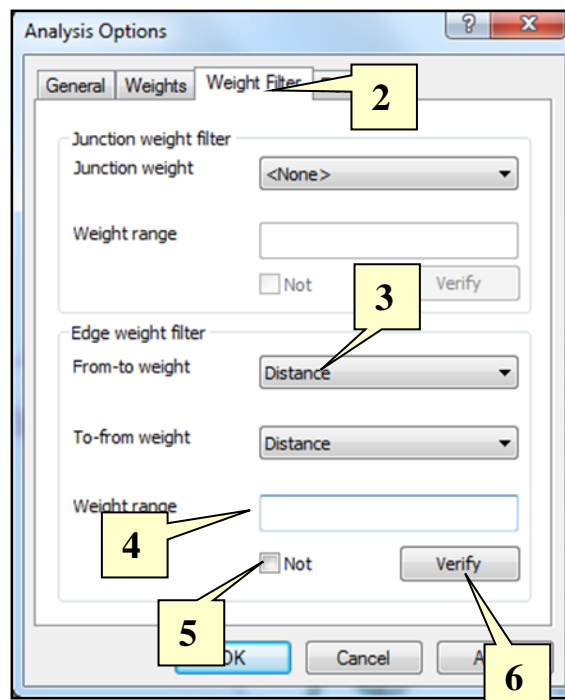 Analysis Options
General Weights Weight Filter
2
Junction weight filter
Junction weight <None>
Weight range
Not Verify
3
Edge weight filter
From-to weight Distance
To-from weight Distance
Weight range
4
Not Verify
5
Cancel
6